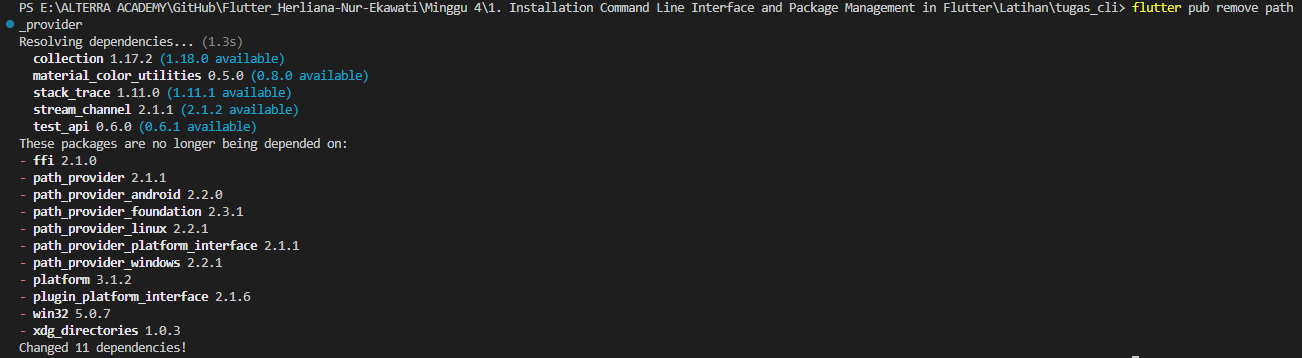 PS E:\ALTERRA ACADEMY\GitHub\Flutter_Herliana-Nur-Ekawati\Minggu 4\1. Installation Command Line Interface and Package Management in Flutter\Latihan\tugas_cli> flutter pub remove path
_provider
Resolving dependencies... (1.3s)
collection 1.17.2 (1.18.0 available)
material_color_utilities 0.5.0 (0.8.0 available)
stack_trace 1.11.0 (1.11.1 available)
stream_channel 2.1.1 (2.1.2 available)
test_api 0.6.0 (0.6.1 available)
These packages are no longer being depended on:
- ffi 2.1.0
- path_provider 2.1.1
- path_provider_android 2.2.0
- path_provider_foundation 2.3.1
- path_provider_linux 2.2.1
- path_provider_platform_interface 2.1.1
- path_provider_windows 2.2.1
- platform 3.1.2
- plugin_platform_interface 2.1.6
- win32 5.0.7
- xdg_directories 1.0.3
Changed 11 dependencies!